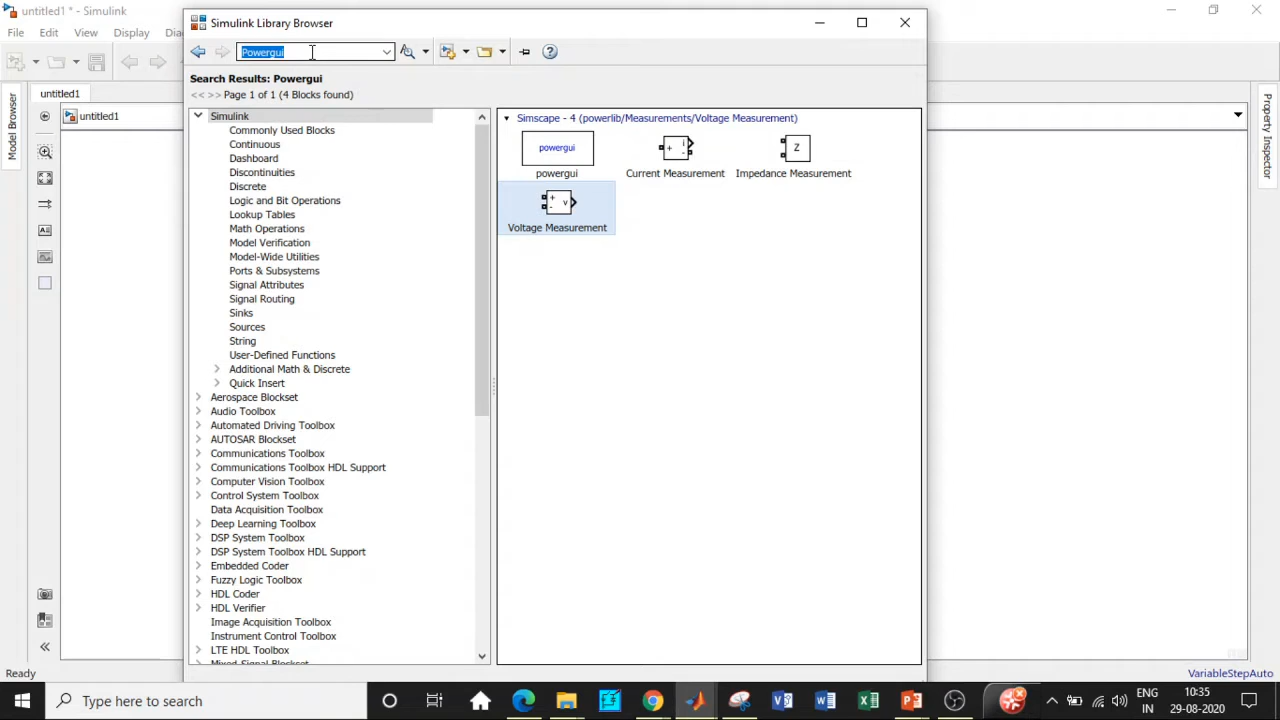 untitled1 * - Simulink
File Edit View Display Dia
Simulink Library Browser
Powergui
Search Results: Powergui
<< >> Page 1 of 1 (4 Blocks found)
untitled1
untitled1
Model Browser
Property Inspector
Simulink
Commonly Used Blocks
Continuous
Dashboard
Discontinuities
Discrete
Logic and Bit Operations
Lookup Tables
Math Operations
Model Verification
Model-Wide Utilities
Ports & Subsystems
Signal Attributes
Signal Routing
Sinks
Sources
String
User-Defined Functions
Additional Math & Discrete
Quick Insert
Aerospace Blockset
Audio Toolbox
Automated Driving Toolbox
AUTOSAR Blockset
Communications Toolbox
Communications Toolbox HDL Support
Computer Vision Toolbox
Control System Toolbox
Data Acquisition Toolbox
Deep Learning Toolbox
DSP System Toolbox
DSP System Toolbox HDL Support
Embedded Coder
Fuzzy Logic Toolbox
HDL Coder
HDL Verifier
Image Acquisition Toolbox
Instrument Control Toolbox
LTE HDL Toolbox
Mixed-Signal Blockset
Simscape - 4 (powerlib/Measurements/Voltage Measurement)
powergui
+ i -
Z
powergui
Current Measurement
Impedance Measurement
+ - v
Voltage Measurement
Ready
VariableStepAuto
Type here to search
ENG
IN
10:35
29-08-2020